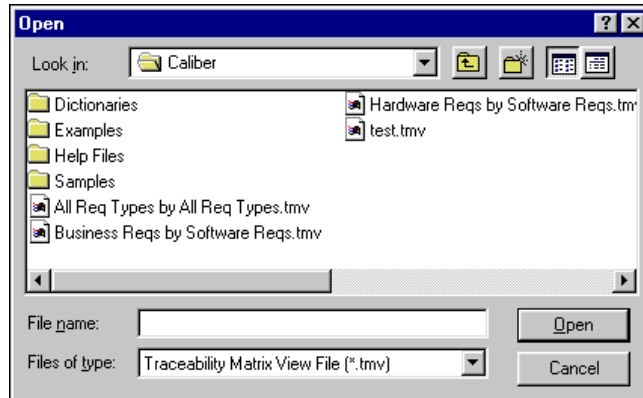 Open
Look in: Caliber
Dictionaries
Examples
Help Files
Samples
All Req Types by All Req Types.tmv
Business Reqs by Software Reqs.tmv
Hardware Reqs by Software Reqs.tmv
test.tmv
File name: Open
Files of type: Traceability Matrix View File (*.tmv) Cancel